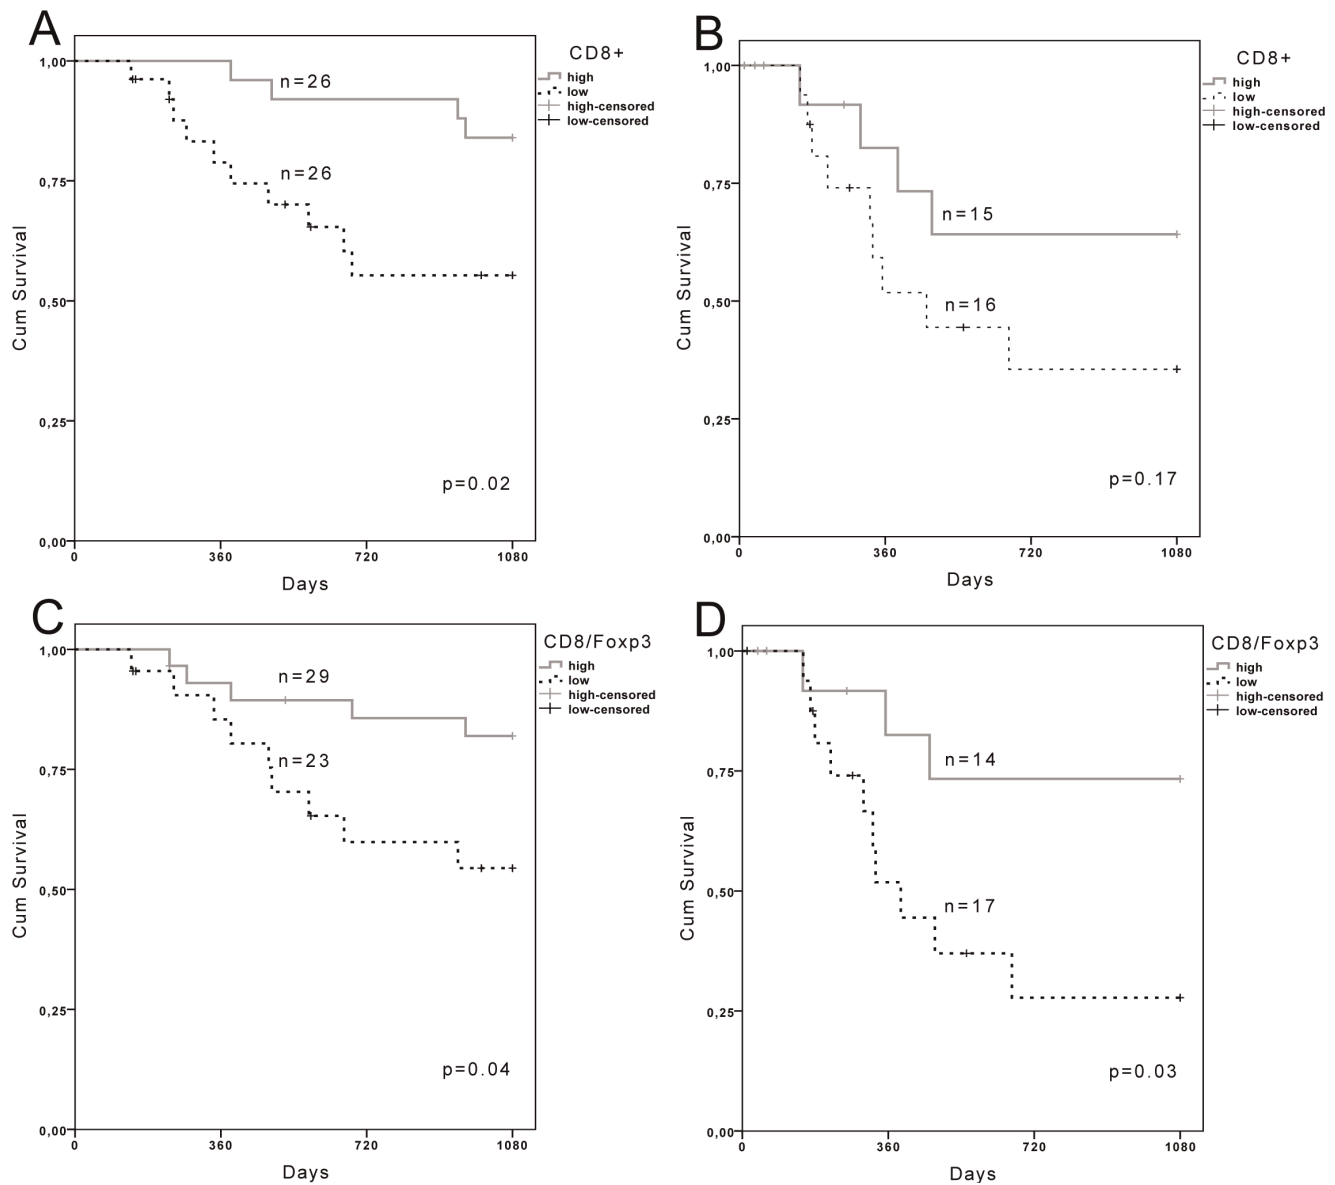 A
CD8+
high
low
high-censored
low-censored
1,00
0,75
0,50
0,25
0,00
Cum Survival
n=26
n=26
p=0.02
0 360 720 1080
Days
B
CD8+
high
low
high-censored
low-censored
1,00
0,75
0,50
0,25
0,00
Cum Survival
n=15
n=16
p=0.17
0 360 720 1080
Days
C
CD8/Foxp3
high
low
high-censored
low-censored
1,00
0,75
0,50
0,25
0,00
Cum Survival
n=29
n=23
p=0.04
0 360 720 1080
Days
D
CD8/Foxp3
high
low
high-censored
low-censored
1,00
0,75
0,50
0,25
0,00
Cum Survival
n=14
n=17
p=0.03
0 360 720 1080
Days